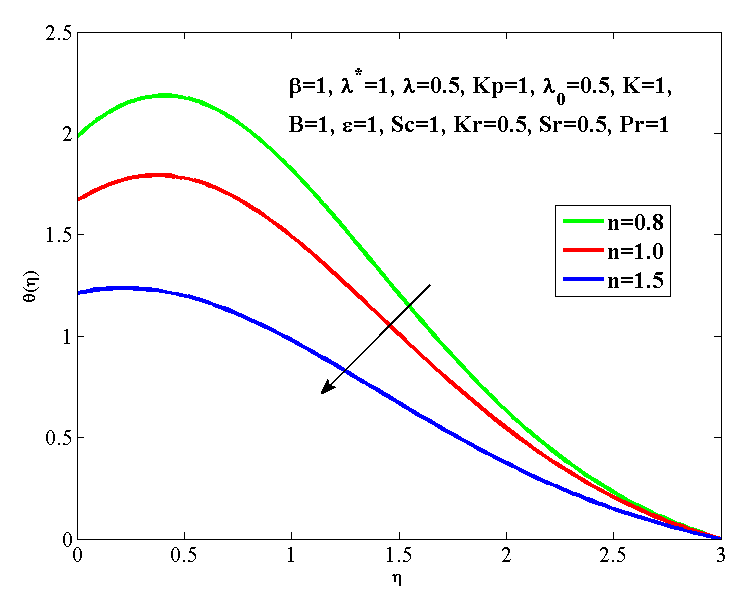 β=1, λ*=1, λ=0.5, Kp=1, λ₀=0.5, K=1,
B=1, ε=1, Sc=1, Kr=0.5, Sr=0.5, Pr=1
n=0.8
n=1.0
n=1.5
θ(η)
2.5
2
1.5
1
0.5
0
0
0.5
1
1.5
2
2.5
3
η